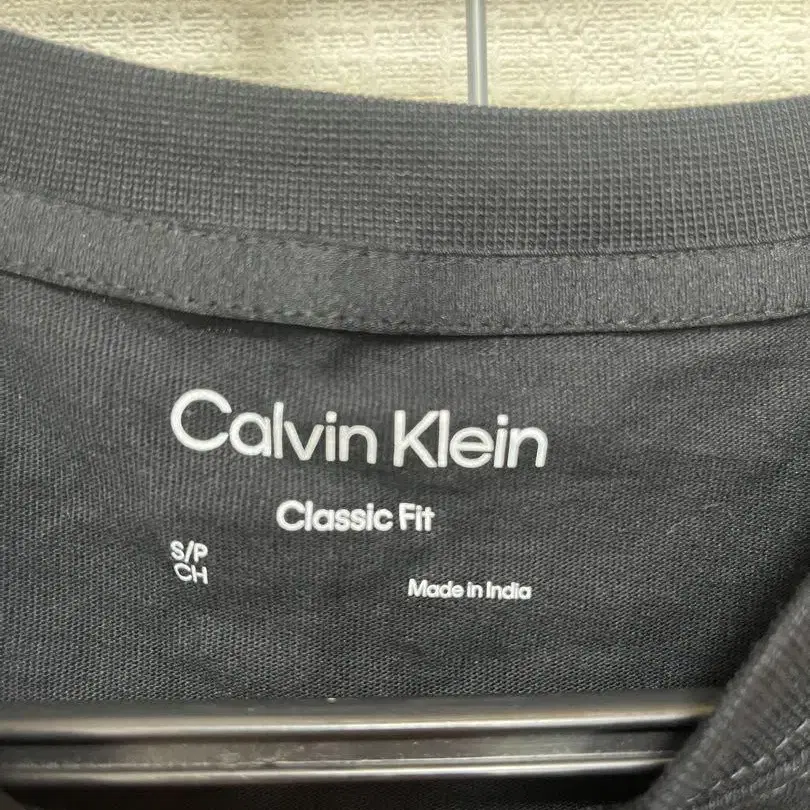 Calvin Klein
Classic Fit
S/P
CH
Made in India